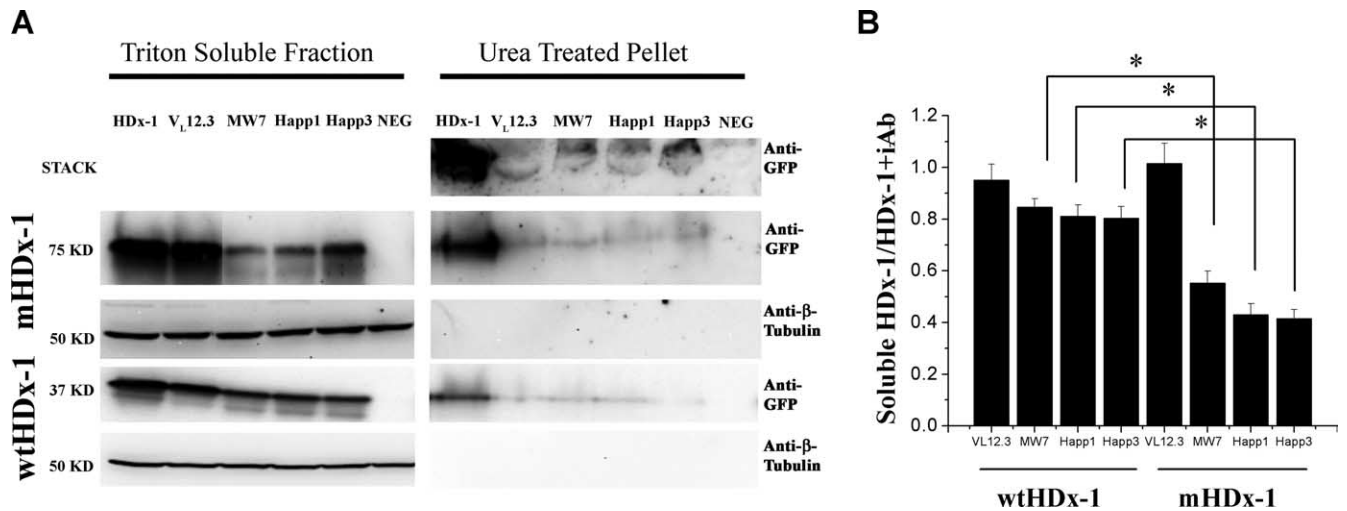 A
Triton Soluble Fraction
Urea Treated Pellet
HDx-1 VL12.3 MW7 Happ1 Happ3 NEG
HDx-1 VL12.3 MW7 Happ1 Happ3 NEG
STACK
Anti-
GFP
mHDx-1
75 KD
Anti-
GFP
50 KD
Anti-β-
Tubulin
wtHDx-1
37 KD
Anti-
GFP
50 KD
Anti-β-
Tubulin
B
*
*
*
Soluble HDx-1/HDx-1+iAb
1.2
1.0
0.8
0.6
0.4
0.2
0.0
VL12.3 MW7 Happ1 Happ3 VL12.3 MW7 Happ1 Happ3
wtHDx-1 mHDx-1